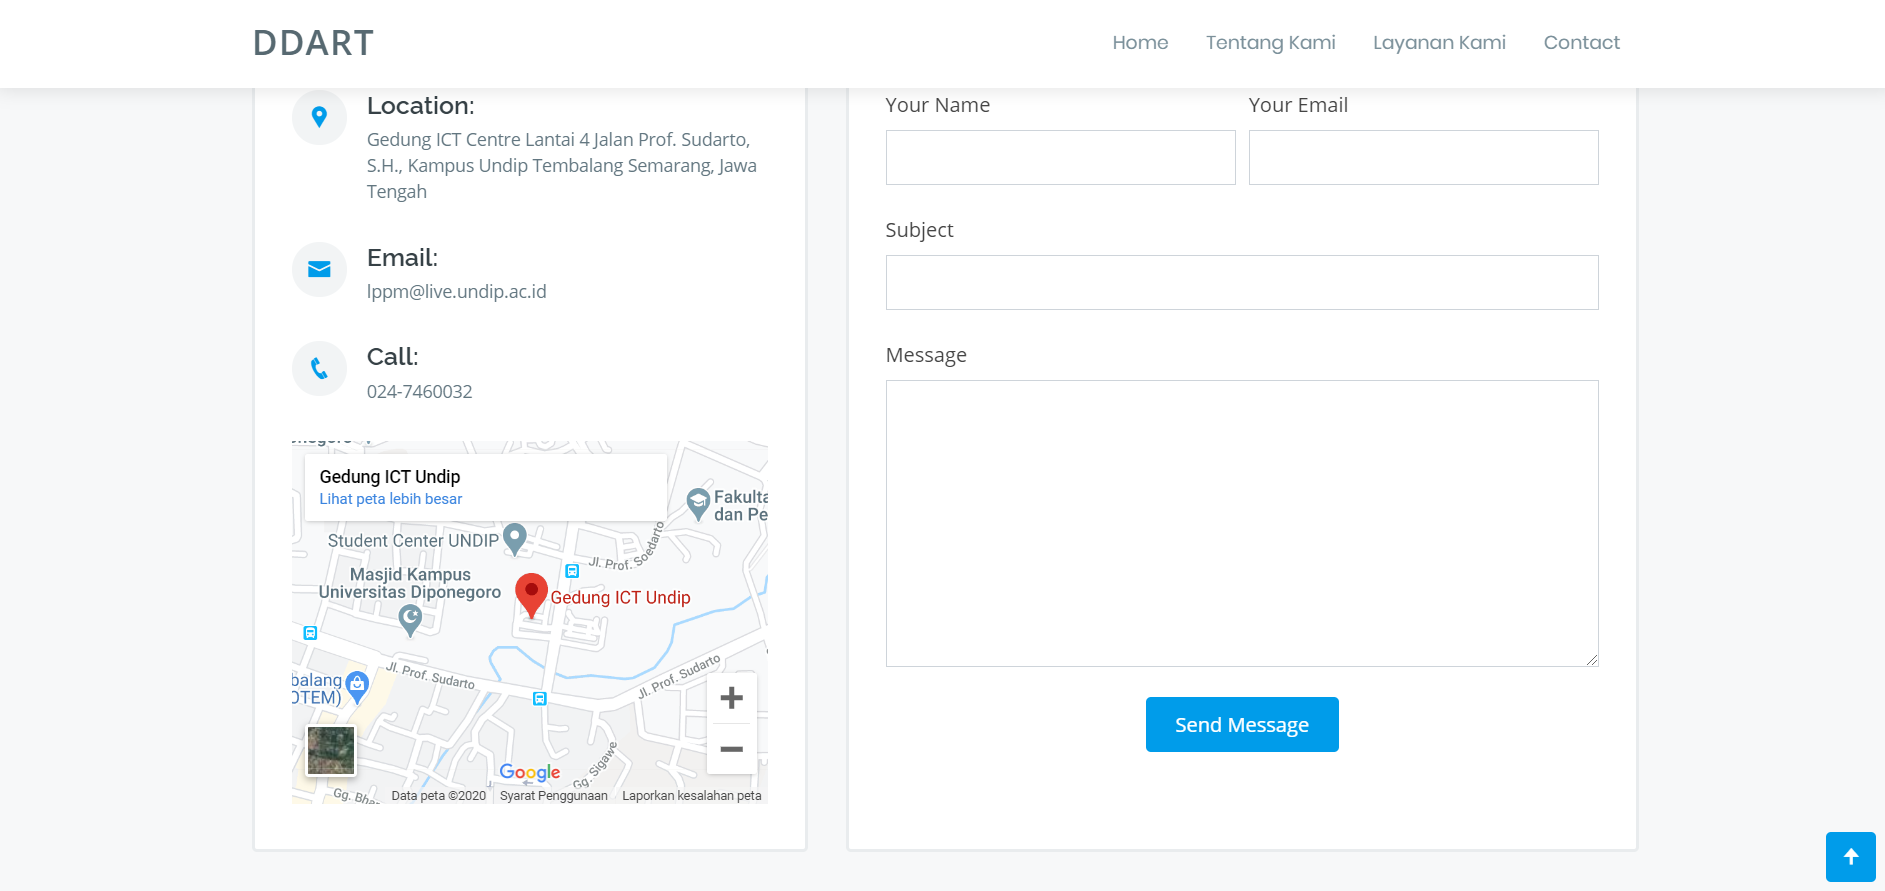 DDART
Home
Tentang Kami
Layanan Kami
Contact
Location:
Gedung ICT Centre Lantai 4 Jalan Prof. Sudarto,
S.H., Kampus Undip Tembalang Semarang, Jawa
Tengah
Email:
lppm@live.undip.ac.id
Call:
024-7460032
Gedung ICT Undip
Lihat peta lebih besar
Fakulta
dan Pe
Student Center UNDIP
Jl. Prof. Soedarto
Masjid Kampus
Universitas Diponegoro
Gedung ICT Undip
Jl. Prof. Sudarto
Jl. Prof. Sudarto
balang
OTEM)
Gg. Sigawe
Google
Gg. Bha
Data peta ©2020
Syarat Penggunaan
Laporkan kesalahan peta
Your Name
Your Email
Subject
Message
Send Message